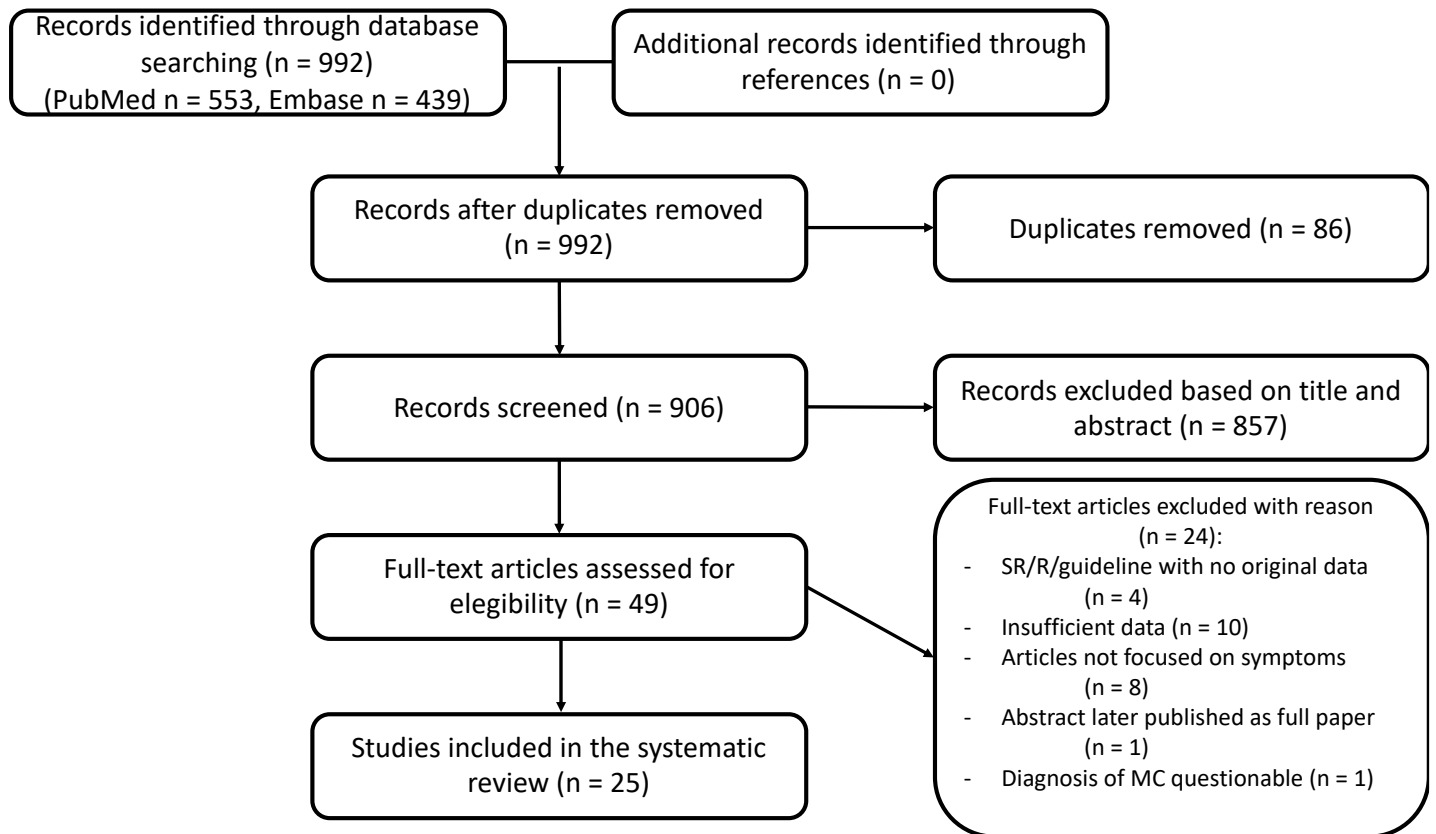 Records identified through database
searching (n = 992)
(PubMed n = 553, Embase n = 439)
Additional records identified through
references (n = 0)
Records after duplicates removed
(n = 992)
Duplicates removed (n = 86)
Records screened (n = 906)
Records excluded based on title and
abstract (n = 857)
Full-text articles assessed for
elegibility (n = 49)
Full-text articles excluded with reason
(n = 24):
- SR/R/guideline with no original data
(n = 4)
- Insufficient data (n = 10)
- Articles not focused on symptoms
(n = 8)
- Abstract later published as full paper
(n = 1)
- Diagnosis of MC questionable (n = 1)
Studies included in the systematic
review (n = 25)